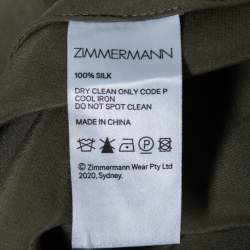 ZIMMERMANN
100% SILK
DRY CLEAN ONLY CODE P
COOL IRON
DO NOT SPOT CLEAN
MADE IN CHINA
© Zimmermann Wear Pty Ltd
2020, Sydney.